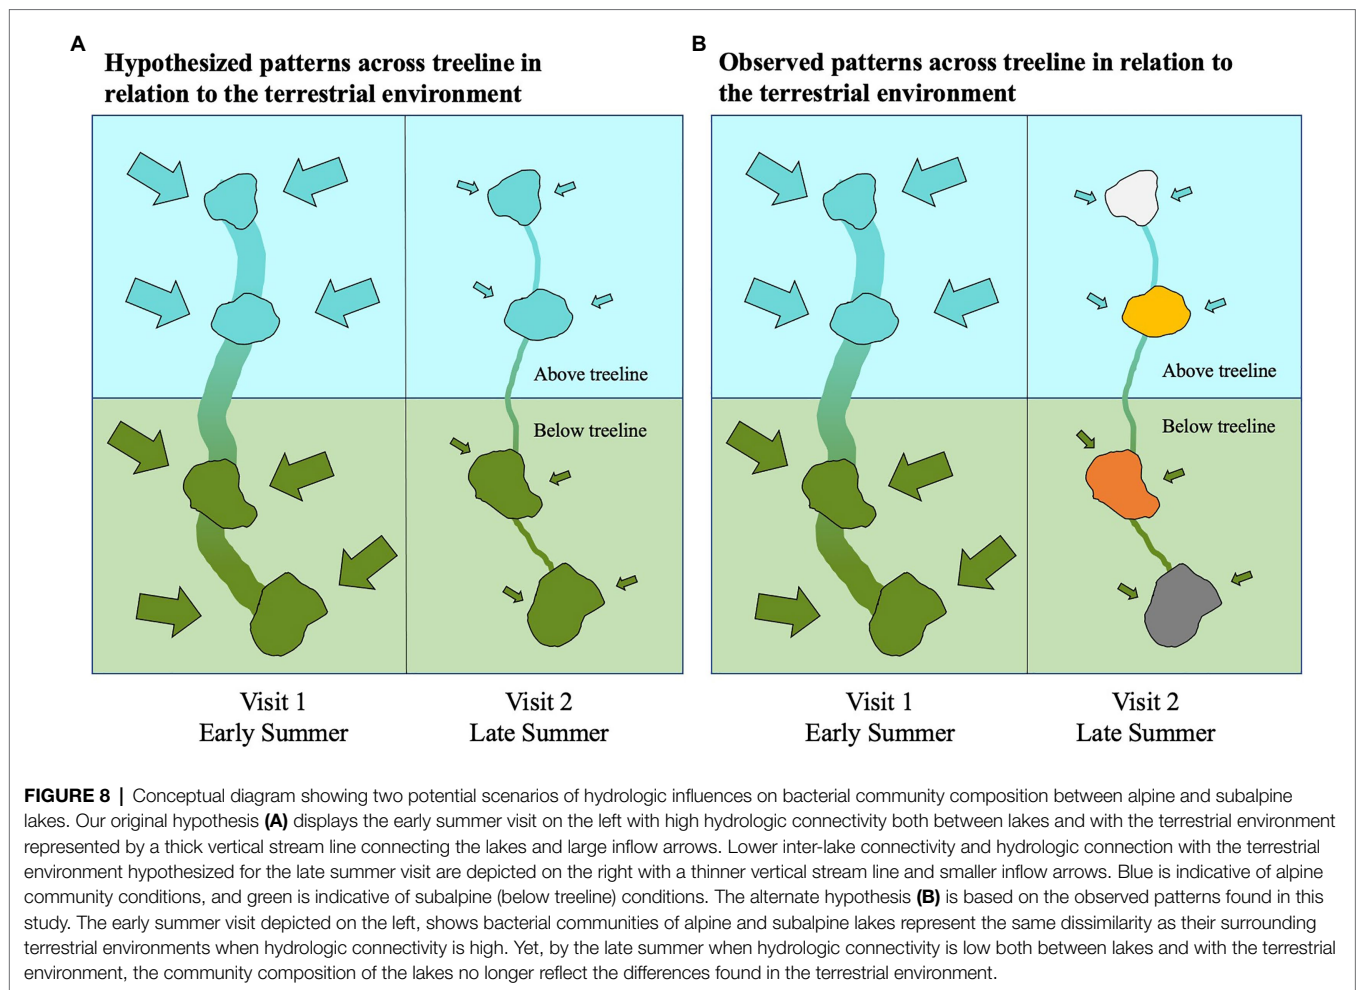 A
Hypothesized patterns across treeline in
relation to the terrestrial environment
Above treeline
Below treeline
Visit 1
Early Summer
Visit 2
Late Summer
B
Observed patterns across treeline in relation to
the terrestrial environment
Above treeline
Below treeline
Visit 1
Early Summer
Visit 2
Late Summer
FIGURE 8 | Conceptual diagram showing two potential scenarios of hydrologic influences on bacterial community composition between alpine and subalpine
lakes. Our original hypothesis (A) displays the early summer visit on the left with high hydrologic connectivity both between lakes and with the terrestrial environment
represented by a thick vertical stream line connecting the lakes and large inflow arrows. Lower inter-lake connectivity and hydrologic connection with the terrestrial
environment hypothesized for the late summer visit are depicted on the right with a thinner vertical stream line and smaller inflow arrows. Blue is indicative of alpine
community conditions, and green is indicative of subalpine (below treeline) conditions. The alternate hypothesis (B) is based on the observed patterns found in this
study. The early summer visit depicted on the left, shows bacterial communities of alpine and subalpine lakes represent the same dissimilarity as their surrounding
terrestrial environments when hydrologic connectivity is high. Yet, by the late summer when hydrologic connectivity is low both between lakes and with the terrestrial
environment, the community composition of the lakes no longer reflect the differences found in the terrestrial environment.